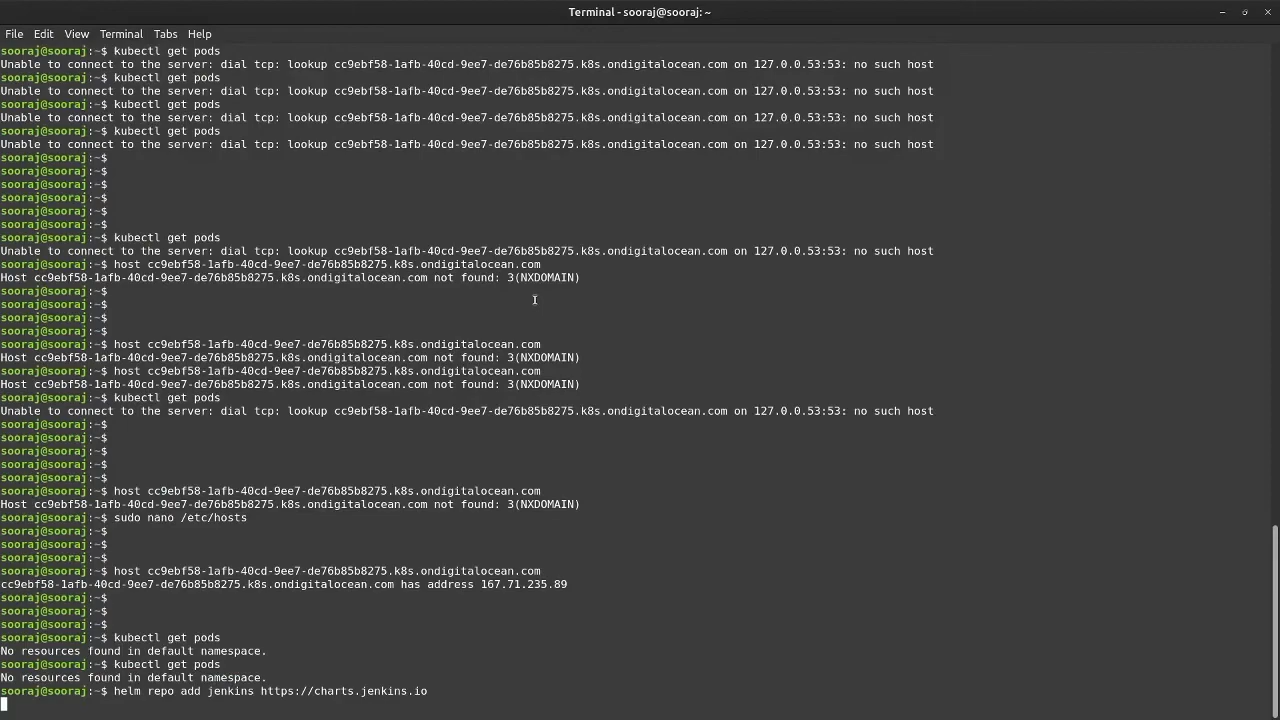 Terminal - sooraj@sooraj: ~
File Edit View Terminal Tabs Help
sooraj@sooraj:~$ kubectl get pods
Unable to connect to the server: dial tcp: lookup cc9ebf58-1afb-40cd-9ee7-de76b85b8275.k8s.ondigitalocean.com on 127.0.0.53:53: no such host
sooraj@sooraj:~$ kubectl get pods
Unable to connect to the server: dial tcp: lookup cc9ebf58-1afb-40cd-9ee7-de76b85b8275.k8s.ondigitalocean.com on 127.0.0.53:53: no such host
sooraj@sooraj:~$ kubectl get pods
Unable to connect to the server: dial tcp: lookup cc9ebf58-1afb-40cd-9ee7-de76b85b8275.k8s.ondigitalocean.com on 127.0.0.53:53: no such host
sooraj@sooraj:~$ kubectl get pods
Unable to connect to the server: dial tcp: lookup cc9ebf58-1afb-40cd-9ee7-de76b85b8275.k8s.ondigitalocean.com on 127.0.0.53:53: no such host
sooraj@sooraj:~$
sooraj@sooraj:~$
sooraj@sooraj:~$
sooraj@sooraj:~$
sooraj@sooraj:~$
sooraj@sooraj:~$
sooraj@sooraj:~$ kubectl get pods
Unable to connect to the server: dial tcp: lookup cc9ebf58-1afb-40cd-9ee7-de76b85b8275.k8s.ondigitalocean.com on 127.0.0.53:53: no such host
sooraj@sooraj:~$ host cc9ebf58-1afb-40cd-9ee7-de76b85b8275.k8s.ondigitalocean.com
Host cc9ebf58-1afb-40cd-9ee7-de76b85b8275.k8s.ondigitalocean.com not found: 3(NXDOMAIN)
sooraj@sooraj:~$
sooraj@sooraj:~$
sooraj@sooraj:~$
sooraj@sooraj:~$
sooraj@sooraj:~$ host cc9ebf58-1afb-40cd-9ee7-de76b85b8275.k8s.ondigitalocean.com
Host cc9ebf58-1afb-40cd-9ee7-de76b85b8275.k8s.ondigitalocean.com not found: 3(NXDOMAIN)
sooraj@sooraj:~$ host cc9ebf58-1afb-40cd-9ee7-de76b85b8275.k8s.ondigitalocean.com
Host cc9ebf58-1afb-40cd-9ee7-de76b85b8275.k8s.ondigitalocean.com not found: 3(NXDOMAIN)
sooraj@sooraj:~$ kubectl get pods
Unable to connect to the server: dial tcp: lookup cc9ebf58-1afb-40cd-9ee7-de76b85b8275.k8s.ondigitalocean.com on 127.0.0.53:53: no such host
sooraj@sooraj:~$
sooraj@sooraj:~$
sooraj@sooraj:~$
sooraj@sooraj:~$
sooraj@sooraj:~$
sooraj@sooraj:~$ host cc9ebf58-1afb-40cd-9ee7-de76b85b8275.k8s.ondigitalocean.com
Host cc9ebf58-1afb-40cd-9ee7-de76b85b8275.k8s.ondigitalocean.com not found: 3(NXDOMAIN)
sooraj@sooraj:~$ sudo nano /etc/hosts
sooraj@sooraj:~$
sooraj@sooraj:~$
sooraj@sooraj:~$
sooraj@sooraj:~$ host cc9ebf58-1afb-40cd-9ee7-de76b85b8275.k8s.ondigitalocean.com
cc9ebf58-1afb-40cd-9ee7-de76b85b8275.k8s.ondigitalocean.com has address 167.71.235.89
sooraj@sooraj:~$
sooraj@sooraj:~$
sooraj@sooraj:~$
sooraj@sooraj:~$ kubectl get pods
No resources found in default namespace.
sooraj@sooraj:~$ kubectl get pods
No resources found in default namespace.
sooraj@sooraj:~$ helm repo add jenkins https://charts.jenkins.io